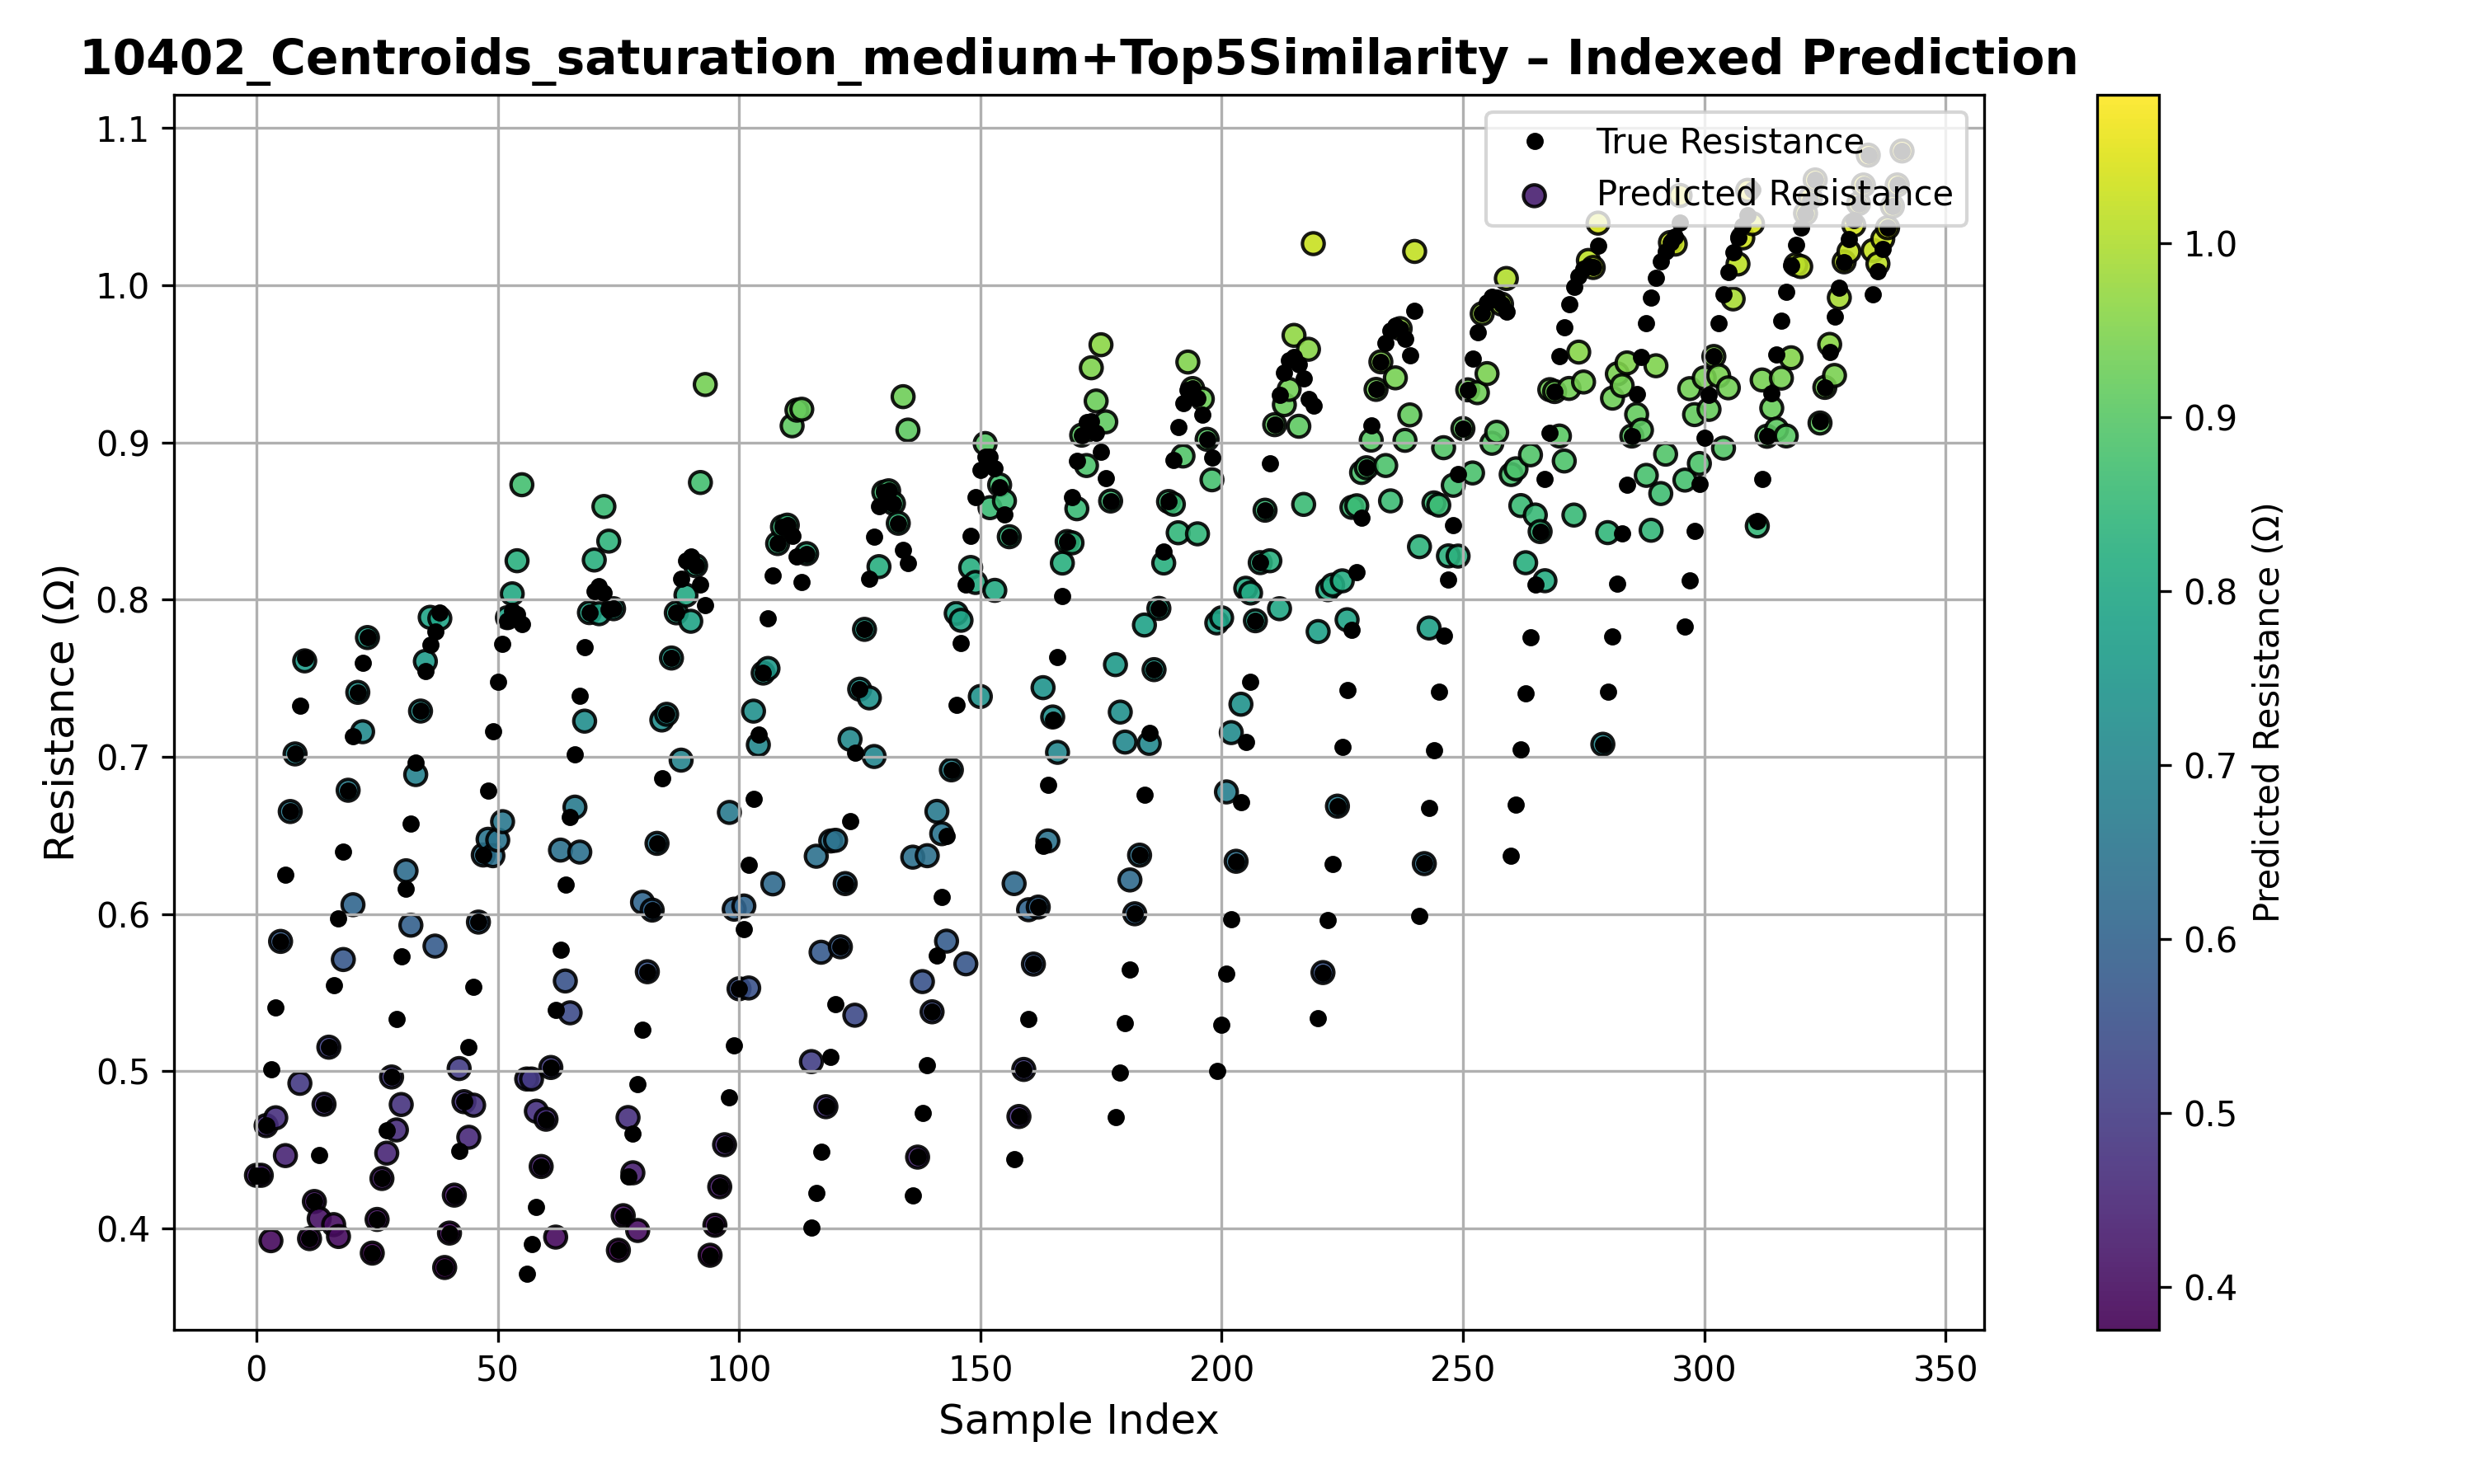 10402_Centroids_saturation_medium+Top5Similarity – Indexed Prediction
True Resistance
Predicted Resistance
Resistance (Ω)
1.1
1.0
0.9
0.8
0.7
0.6
0.5
0.4
0 50 100 150 200 250 300 350
Sample Index
1.0
0.9
0.8
0.7
0.6
0.5
0.4
Predicted Resistance (Ω)